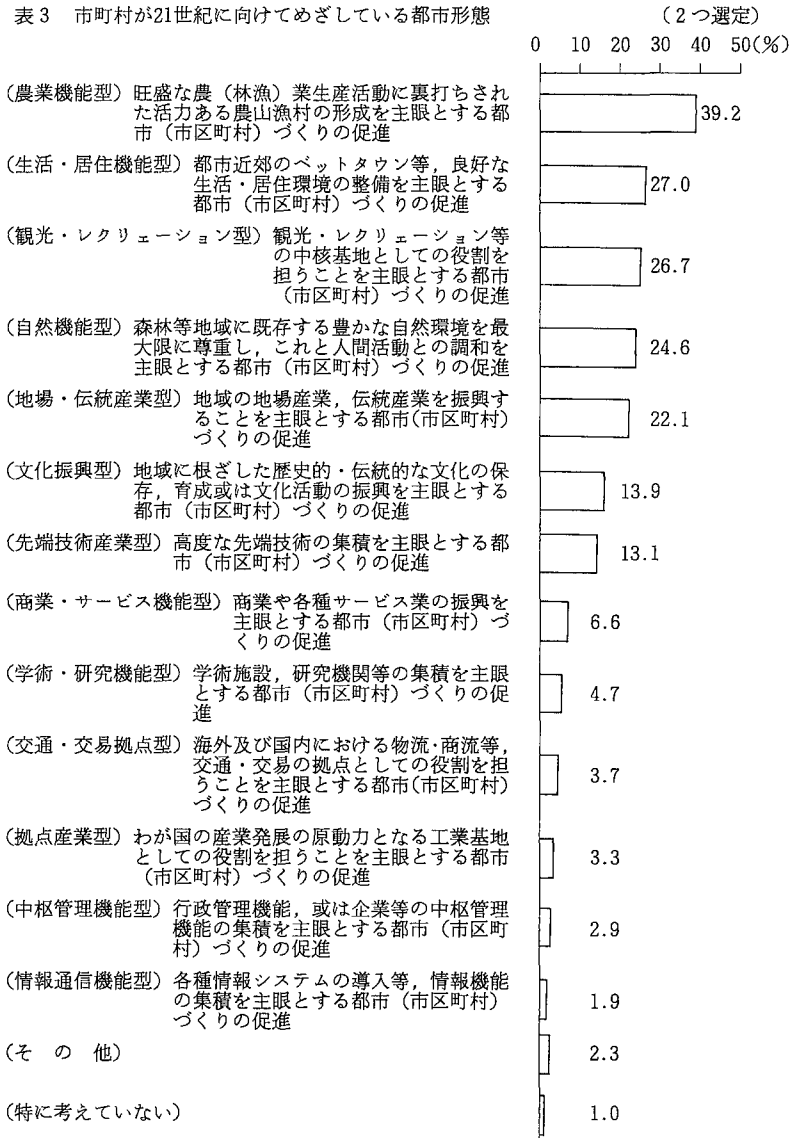 表3 市町村が21世紀に向けてめざしている都市形態 (2つ選定)
0 10 20 30 40 50(%)
(農業機能型) 旺盛な農(林漁)業生産活動に裏打ちされ
た活力ある農山漁村の形成を主眼とする都
市(市区町村)づくりの促進
39.2
(生活・居住機能型) 都市近郊のベットタウン等,良好な
生活・居住環境の整備を主眼とする
都市(市区町村)づくりの促進
27.0
(観光・レクリェーション型) 観光・レクリェーション等
の中核基地としての役割を
担うことを主眼とする都市
(市区町村)づくりの促進
26.7
(自然機能型) 森林等地域に既存する豊かな自然環境を最
大限に尊重し,これと人間活動との調和を
主眼とする都市(市区町村)づくりの促進
24.6
(地場・伝統産業型) 地域の地場産業,伝統産業を振興す
ることを主眼とする都市(市区町村)
づくりの促進
22.1
(文化振興型) 地域に根ざした歴史的・伝統的な文化の保
存,育成或は文化活動の振興を主眼とする
都市(市区町村)づくりの促進
13.9
(先端技術産業型) 高度な先端技術の集積を主眼とする都
市(市区町村)づくりの促進
13.1
(商業・サービス機能型) 商業や各種サービス業の振興を
主眼とする都市(市区町村)づ
くりの促進
6.6
(学術・研究機能型) 学術施設,研究機関等の集積を主眼
とする都市(市区町村)づくりの促
進
4.7
(交通・交易拠点型) 海外及び国内における物流・商流等,
交通・交易の拠点としての役割を担
うことを主眼とする都市(市区町村)
づくりの促進
3.7
(拠点産業型) わが国の産業発展の原動力となる工業基地
としての役割を担うことを主眼とする都市
(市区町村)づくりの促進
3.3
(中枢管理機能型) 行政管理機能,或は企業等の中枢管理
機能の集積を主眼とする都市(市区町
村)づくりの促進
2.9
(情報通信機能型) 各種情報システムの導入等,情報機能
の集積を主眼とする都市(市区町村)
づくりの促進
1.9
(その他)
2.3
(特に考えていない)
1.0